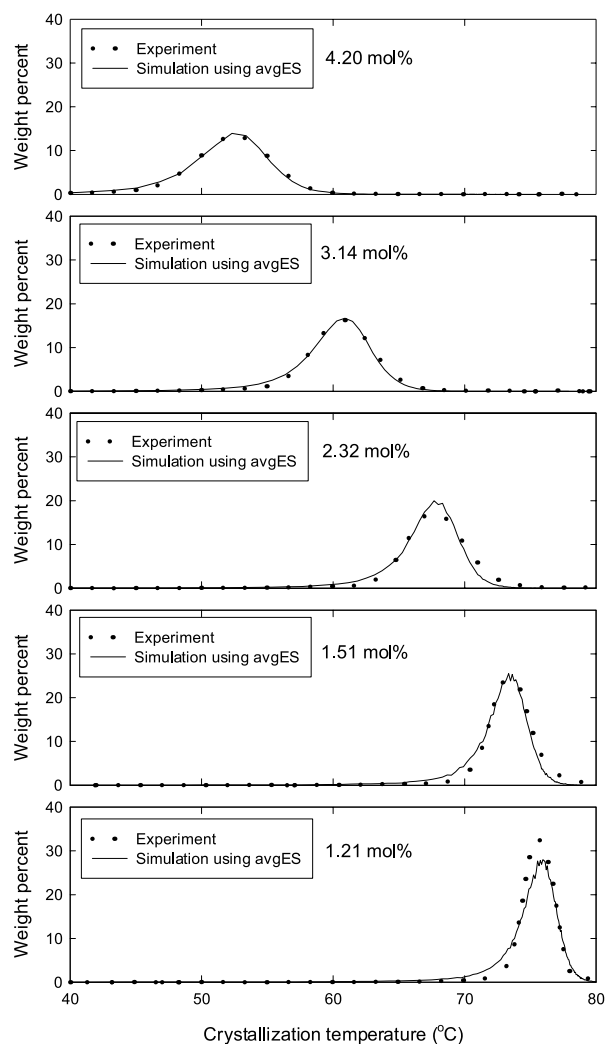 40
30
20
10
0
Weight percent
Experiment
Simulation using avgES
4.20 mol%
40
30
20
10
0
Weight percent
Experiment
Simulation using avgES
3.14 mol%
40
30
20
10
0
Weight percent
Experiment
Simulation using avgES
2.32 mol%
40
30
20
10
0
Weight percent
Experiment
Simulation using avgES
1.51 mol%
40
30
20
10
0
Weight percent
Experiment
Simulation using avgES
1.21 mol%
40 50 60 70 80
Crystallization temperature (°C)